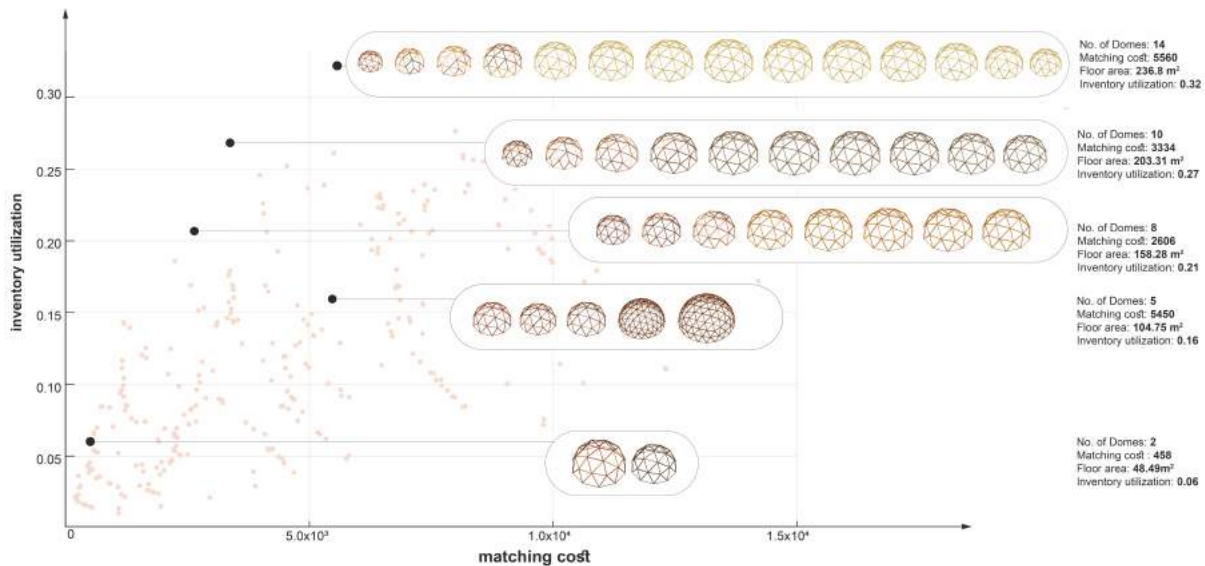 No. of Domes: 14
Matching cost: 5560
Floor area: 236.8 m²
Inventory utilization: 0.32
0.30
No. of Domes: 10
Matching cost: 3334
Floor area: 203.31 m²
Inventory utilization: 0.27
0.25
No. of Domes: 8
Matching cost: 2606
Floor area: 158.28 m²
Inventory utilization: 0.21
0.20
inventory utilization
No. of Domes: 5
Matching cost: 5450
Floor area: 104.75 m²
Inventory utilization: 0.16
0.15
0.10
No. of Domes: 2
Matching cost : 458
Floor area: 48.49m²
Inventory utilization: 0.06
0.05
0
5.0x10³
1.0x10⁴
1.5x10⁴
matching cost